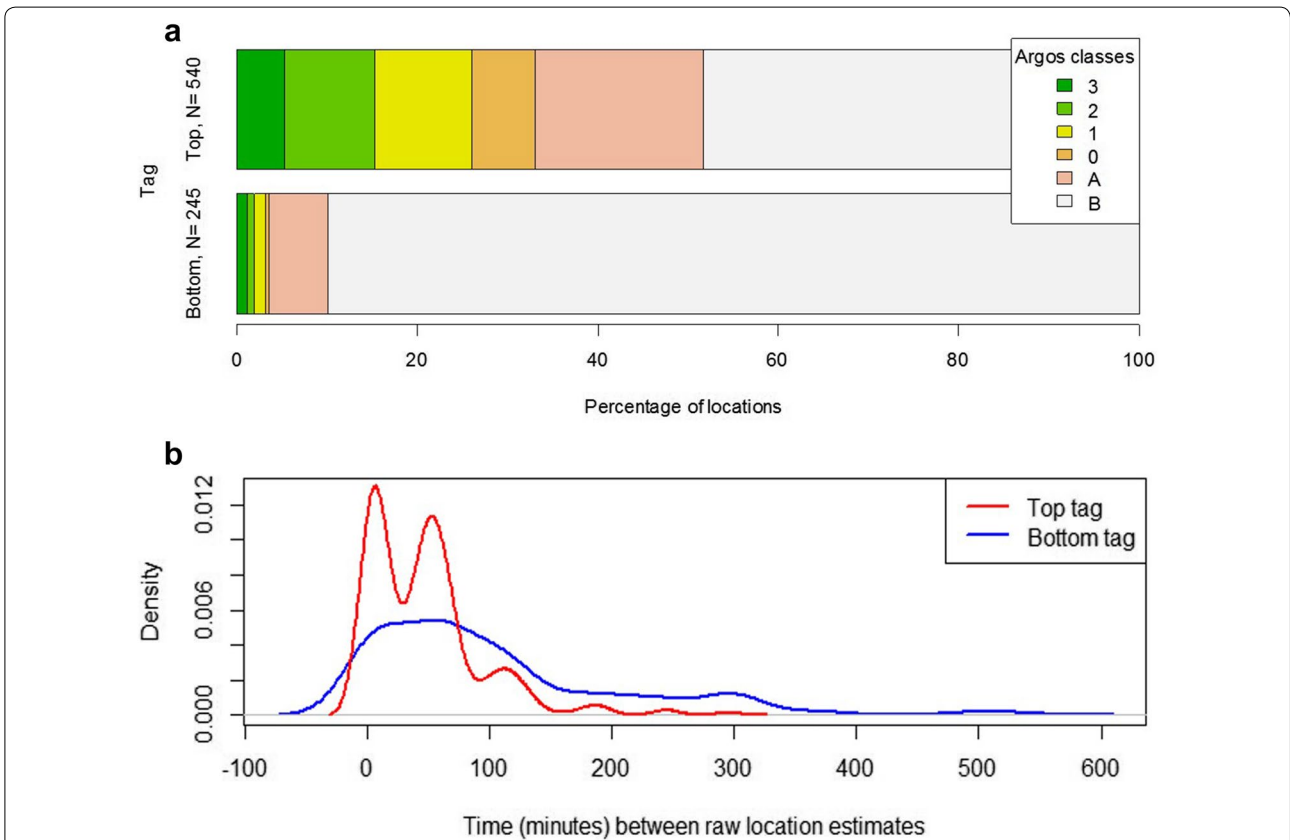 a
Argos classes
3
2
1
0
A
B
Tag
Top, N= 540
Bottom, N= 245
0 20 40 60 80 100
Percentage of locations
b
Top tag
Bottom tag
Density
0.012
0.006
0.000
-100 0 100 200 300 400 500 600
Time (minutes) between raw location estimates